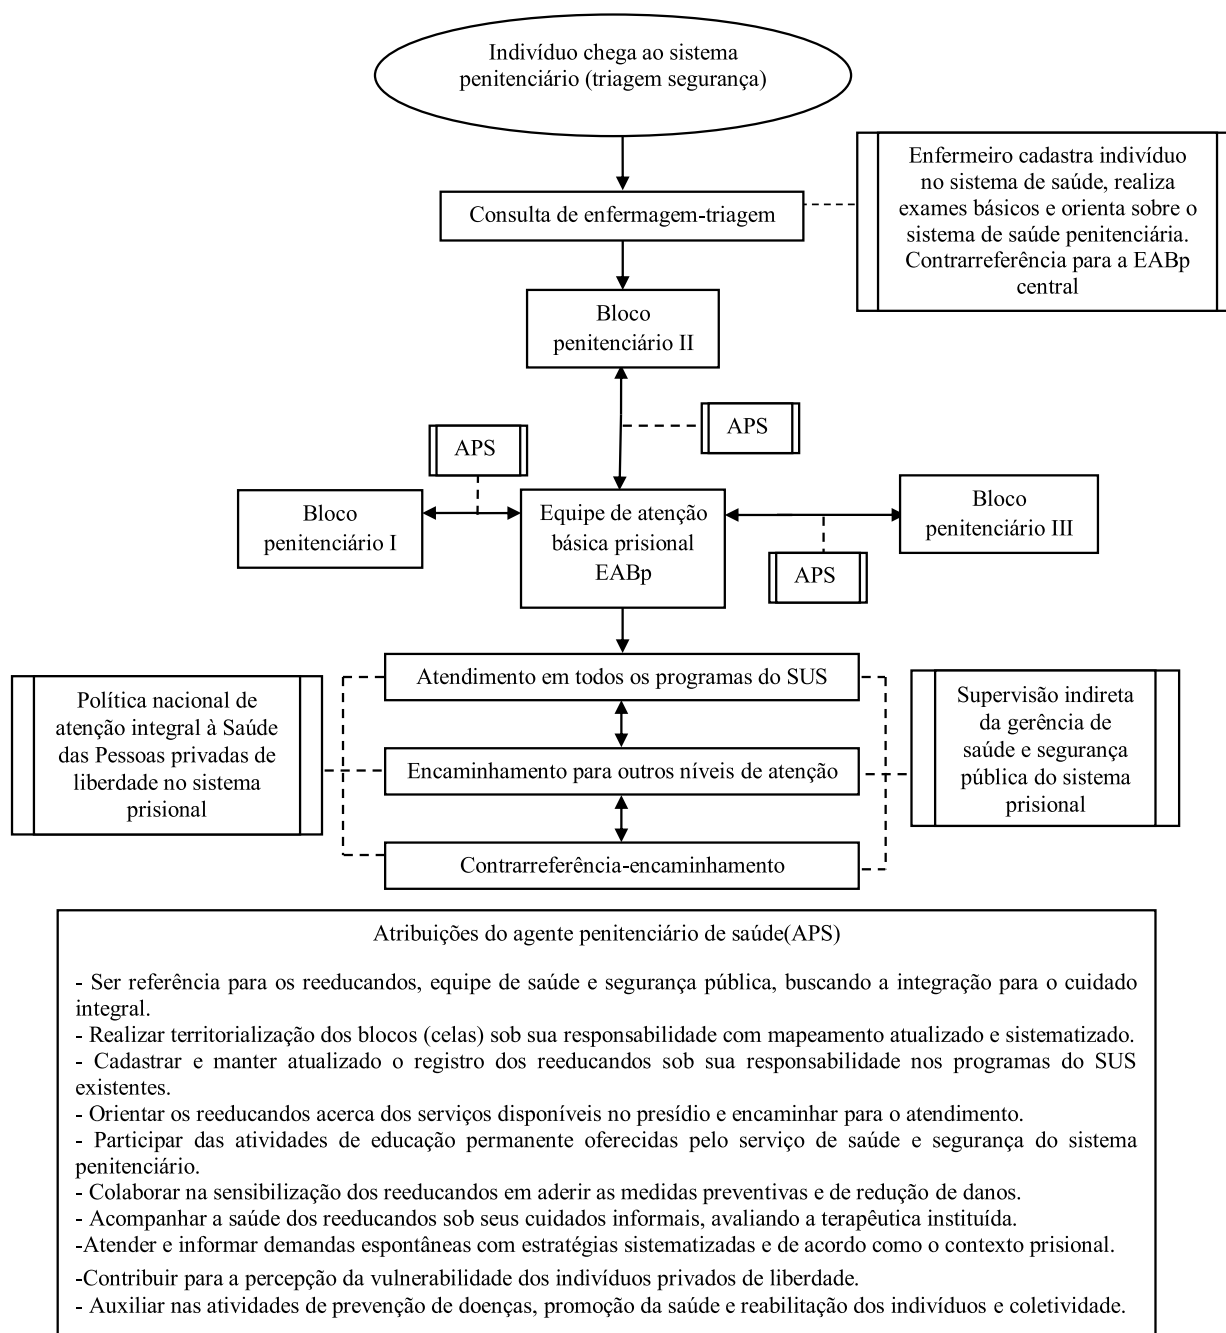 Indivíduo chega ao sistema
penitenciário (triagem segurança)
Enfermeiro cadastra indivíduo
no sistema de saúde, realiza
exames básicos e orienta sobre o
sistema de saúde penitenciária.
Contrarreferência para a EABp
central
Consulta de enfermagem-triagem
Bloco
penitenciário II
APS
APS
Bloco
penitenciário I
Equipe de atenção
básica prisional
EABp
Bloco
penitenciário III
APS
Atendimento em todos os programas do SUS
Política nacional de
atenção integral à Saúde
das Pessoas privadas de
liberdade no sistema
prisional
Supervisão indireta
da gerência de
saúde e segurança
pública do sistema
prisional
Encaminhamento para outros níveis de atenção
Contrarreferência-encaminhamento
Atribuições do agente penitenciário de saúde(APS)
- Ser referência para os reeducandos, equipe de saúde e segurança pública, buscando a integração para o cuidado
integral.
- Realizar territorialização dos blocos (celas) sob sua responsabilidade com mapeamento atualizado e sistematizado.
- Cadastrar e manter atualizado o registro dos reeducandos sob sua responsabilidade nos programas do SUS
existentes.
- Orientar os reeducandos acerca dos serviços disponíveis no presídio e encaminhar para o atendimento.
- Participar das atividades de educação permanente oferecidas pelo serviço de saúde e segurança do sistema
penitenciário.
- Colaborar na sensibilização dos reeducandos em aderir as medidas preventivas e de redução de danos.
- Acompanhar a saúde dos reeducandos sob seus cuidados informais, avaliando a terapêutica instituída.
-Atender e informar demandas espontâneas com estratégias sistematizadas e de acordo como o contexto prisional.
-Contribuir para a percepção da vulnerabilidade dos indivíduos privados de liberdade.
- Auxiliar nas atividades de prevenção de doenças, promoção da saúde e reabilitação dos indivíduos e coletividade.